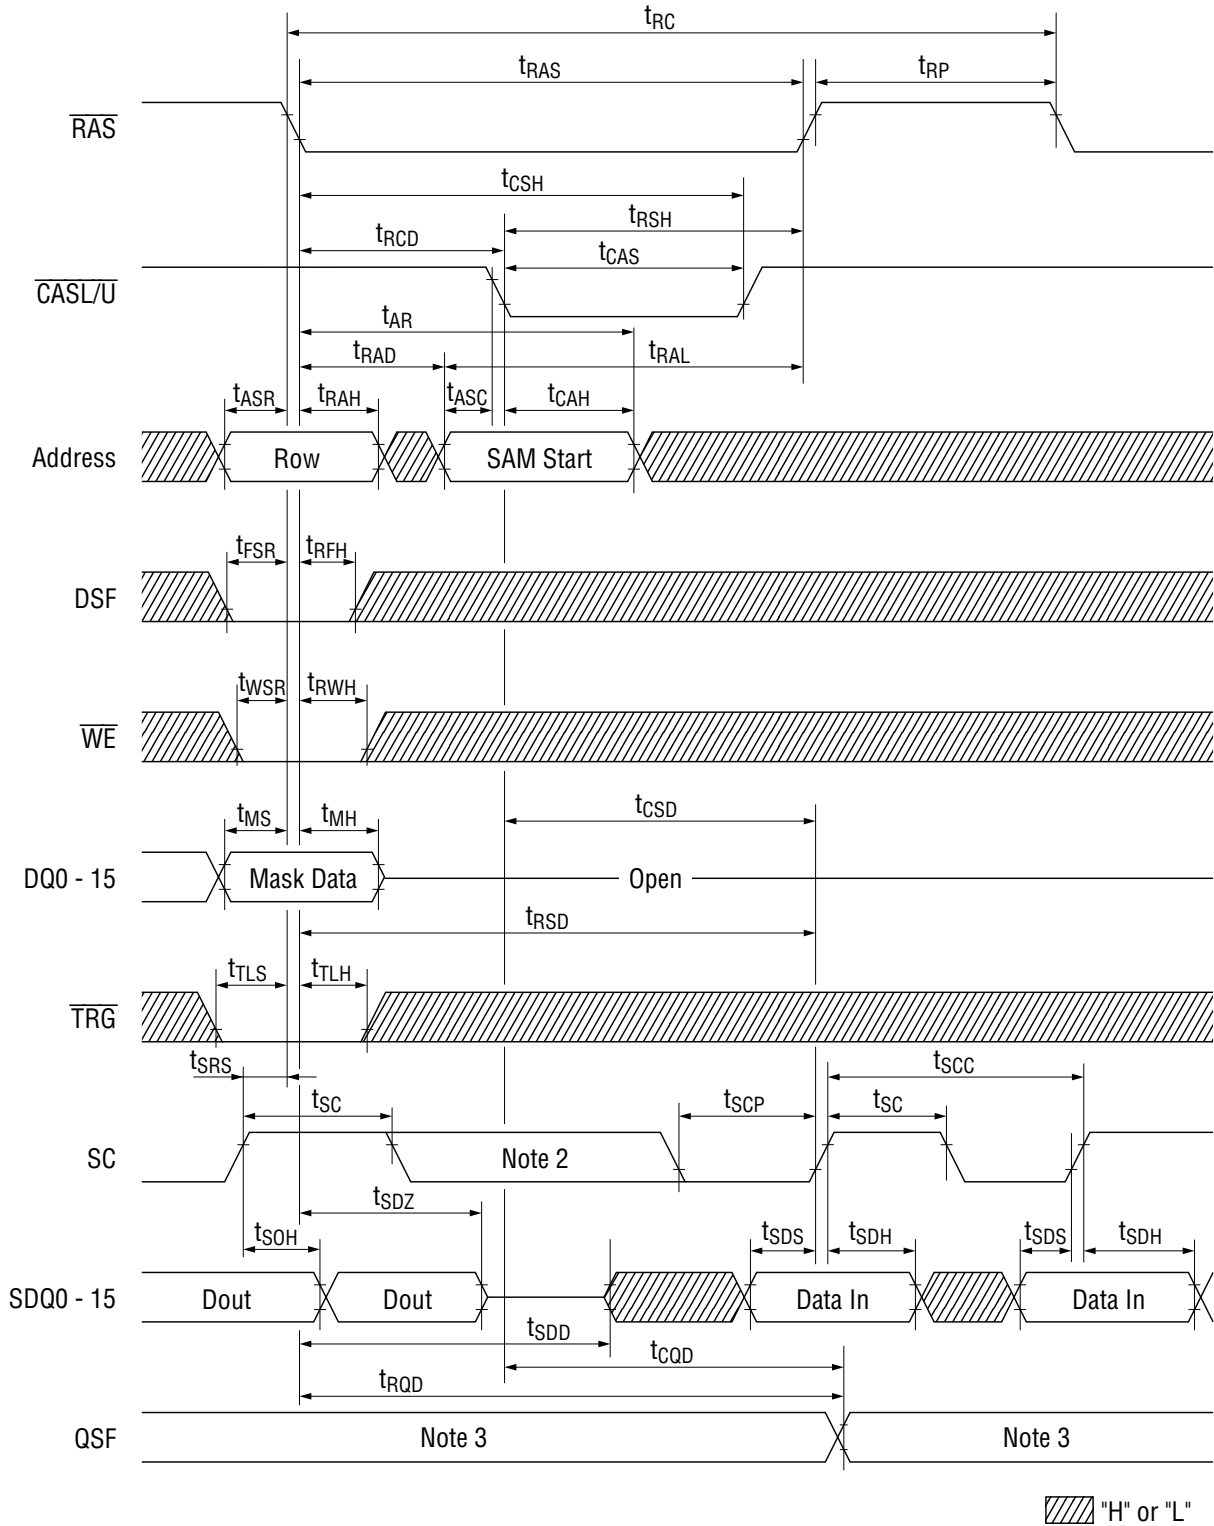 tRC
tRAS
tRP
RAS
tCSH
tRSH
tRCD
tCAS
CASL/U
tAR
tRAD
tRAL
tASR
tRAH
tASC
tCAH
Address
Row
SAM Start
tFSR
tRFH
DSF
tWSR
tRWH
WE
tCSD
tMS
tMH
DQ0 - 15
Mask Data
Open
tRSD
tTLS
tTLH
TRG
tSRS
tSCC
tSC
tSCP
tSC
SC
Note 2
tSDZ
tSOH
tSDS
tSDH
tSDS
tSDH
SDQ0 - 15
Dout
Dout
Data In
Data In
tSDD
tCQD
tRQD
QSF
Note 3
Note 3
"H" or "L"